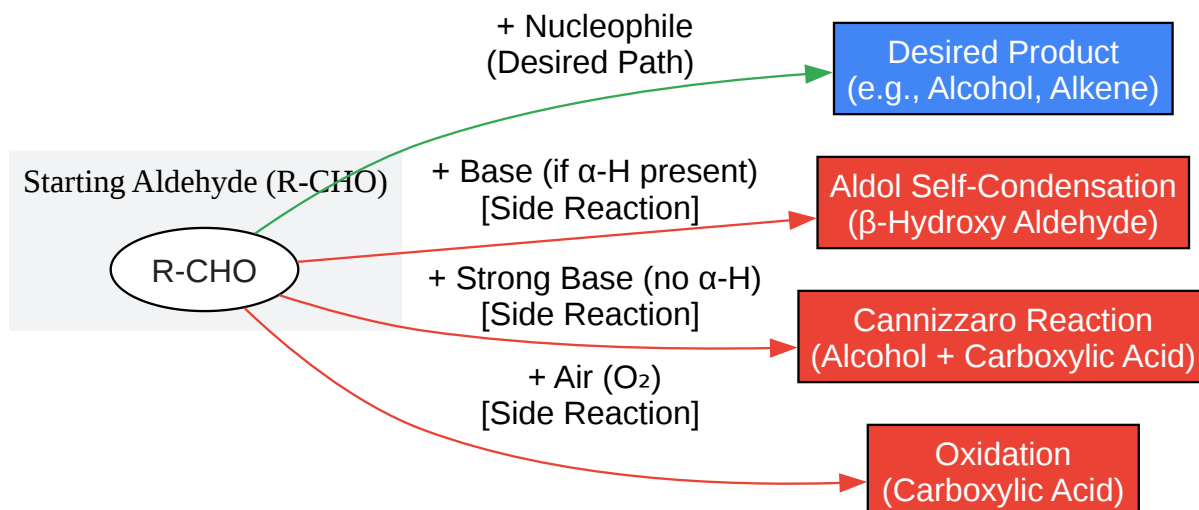 + Nucleophile
(Desired Path)
Desired Product
(e.g., Alcohol, Alkene)
Starting Aldehyde (R-CHO)
R-CHO
+ Base (if α-H present)
[Side Reaction]
Aldol Self-Condensation
(β-Hydroxy Aldehyde)
+ Strong Base (no α-H)
[Side Reaction]
Cannizzaro Reaction
(Alcohol + Carboxylic Acid)
+ Air (O₂)
[Side Reaction]
Oxidation
(Carboxylic Acid)